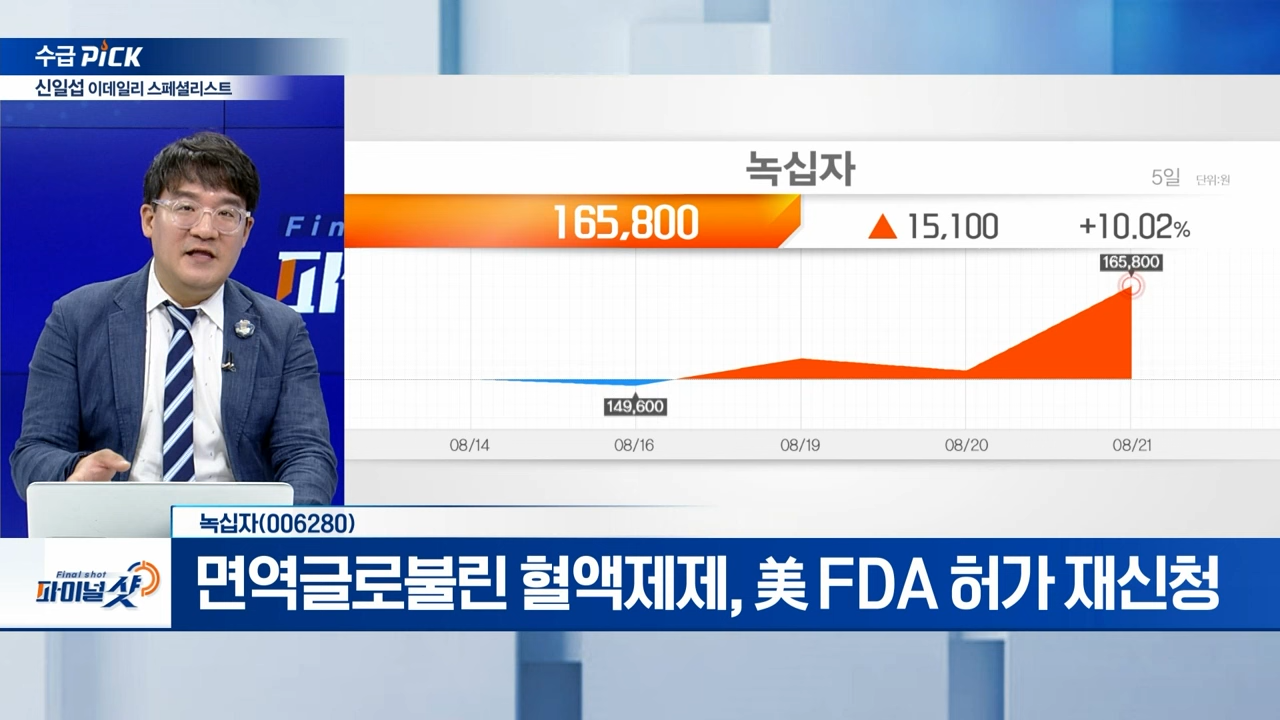 수급 PiCK
신일섭 이데일리 스페셜리스트
Fin
파
녹십자
5일 단위:원
165,800 ▲ 15,100 +10.02%
165,800
149,600
08/14 08/16 08/19 08/20 08/21
녹십자(006280)
Final shot
파이널샷
면역글로불린 혈액제제, 美 FDA 허가 재신청